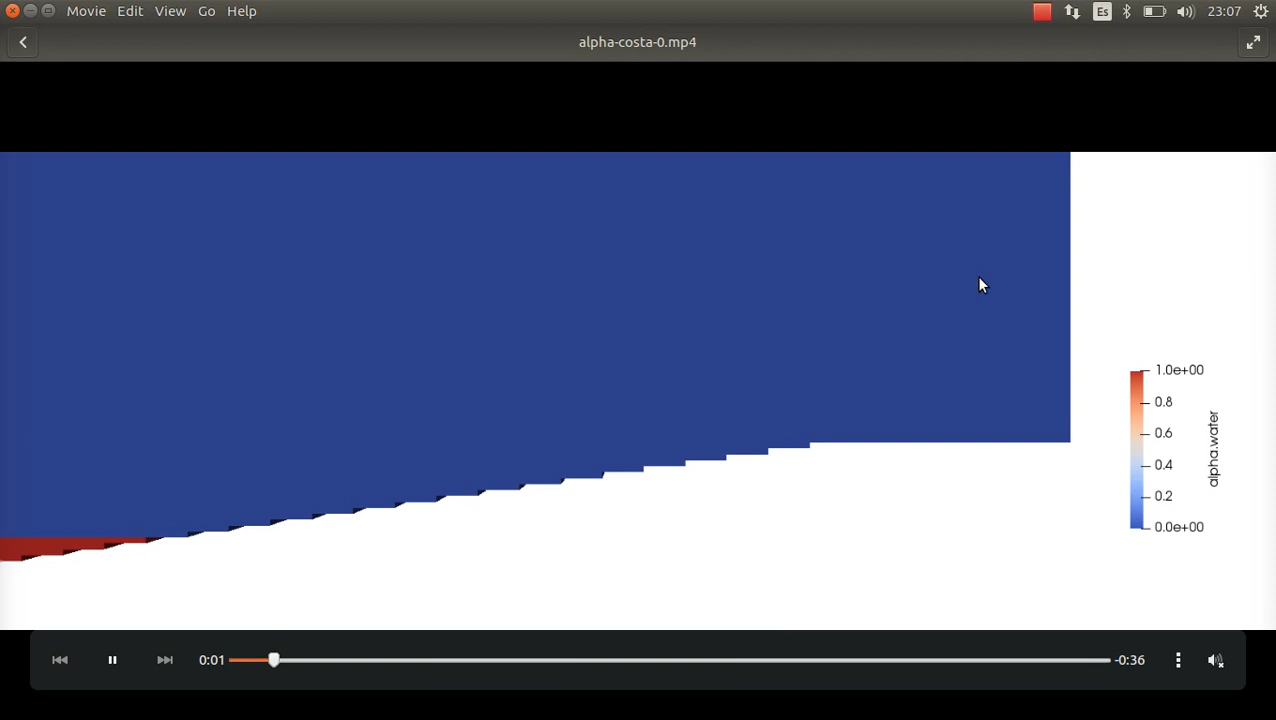 Movie Edit View Go Help Es 23:07
alpha-costa-0.mp4
1.0e+00
0.8
0.6
0.4
0.2
0.0e+00
alpha.water
0:01 -0:36